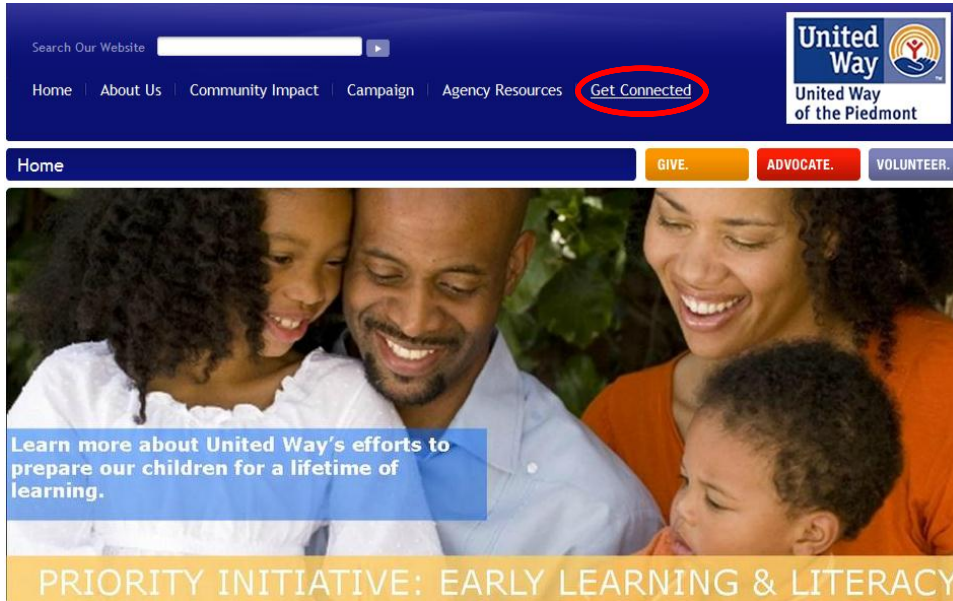 Search Our Website
Home About Us Community Impact Campaign Agency Resources Get Connected
United
Way
United Way
of the Piedmont
Home
GIVE.
ADVOCATE.
VOLUNTEER.
Learn more about United Way's efforts to
prepare our children for a lifetime of
learning.
PRIORITY INITIATIVE: EARLY LEARNING & LITERACY